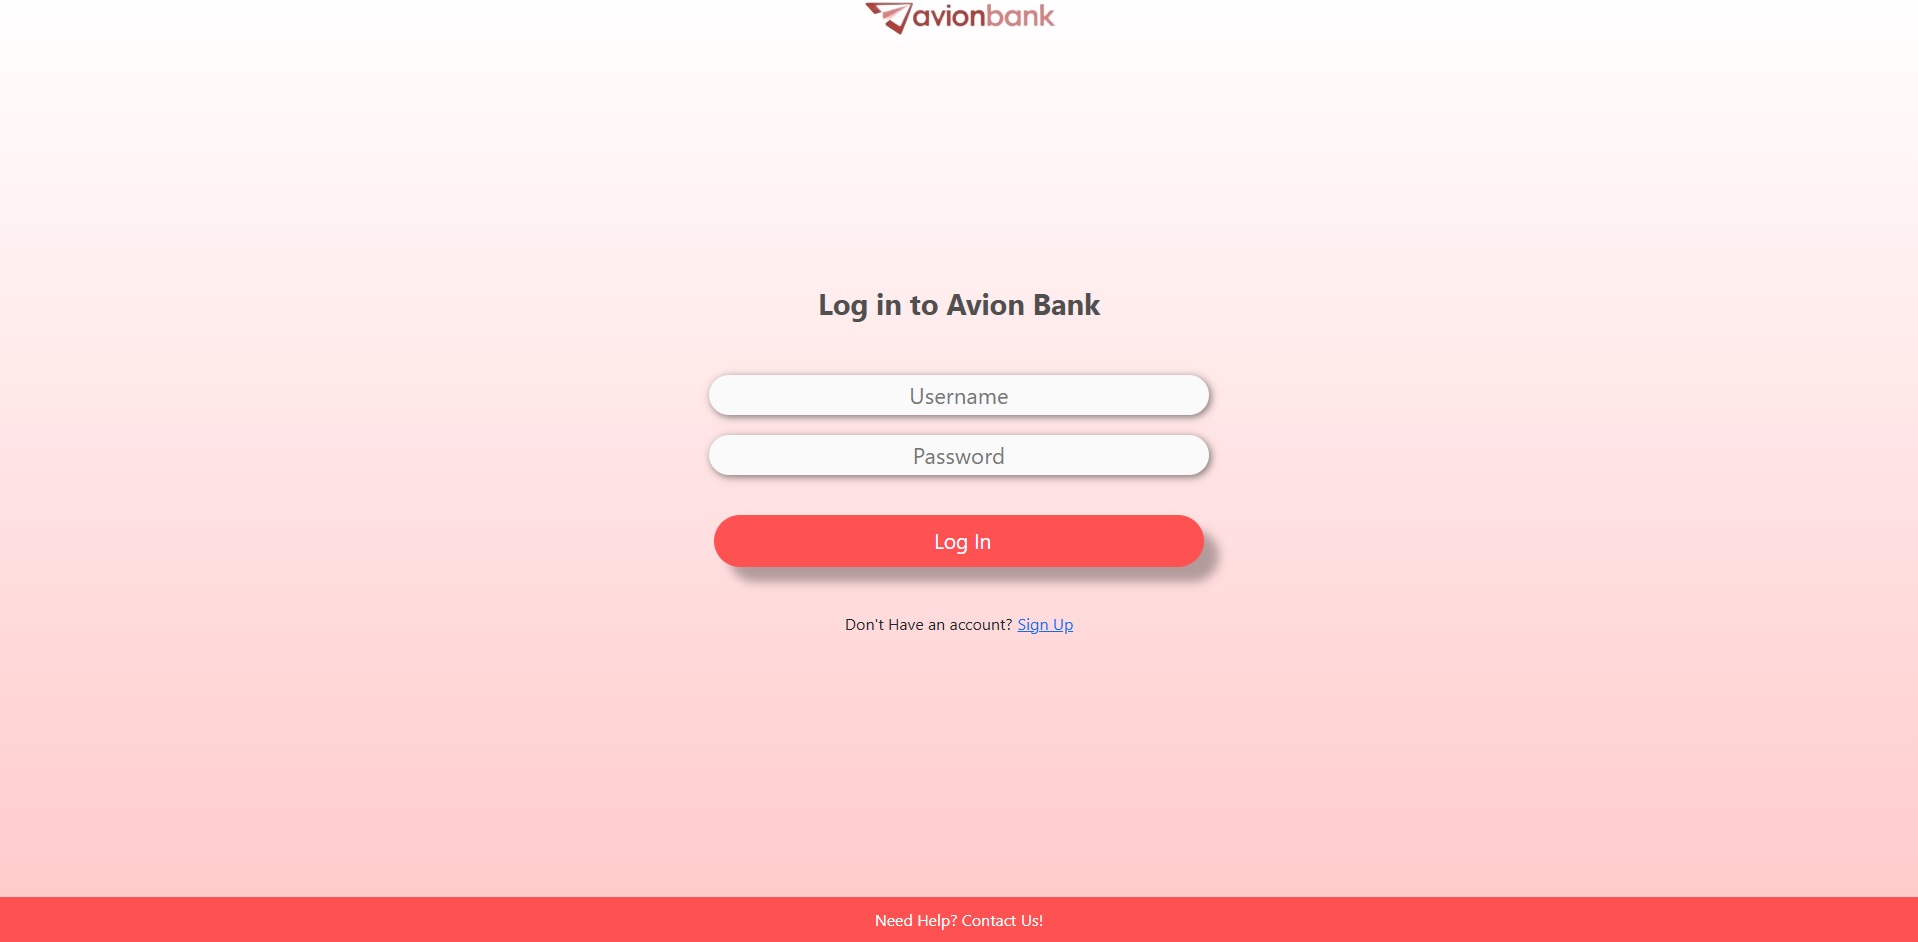 avionbank
Log in to Avion Bank
Username
Password
Log In
Don't Have an account? Sign Up
Need Help? Contact Us!